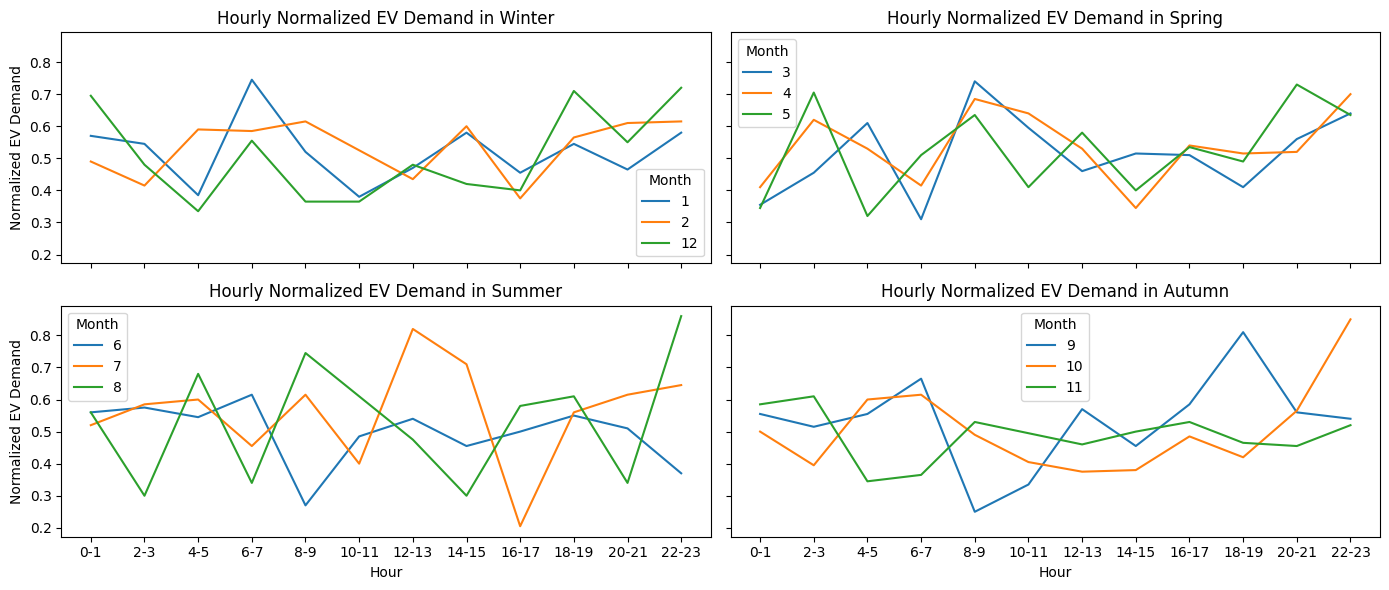 Hourly Normalized EV Demand in Winter
Normalized EV Demand
0.8
0.7
0.6
0.5
0.4
0.3
0.2
Month
1
2
12
Hourly Normalized EV Demand in Spring
Month
3
4
5
Hourly Normalized EV Demand in Summer
Normalized EV Demand
0.8
0.7
0.6
0.5
0.4
0.3
0.2
Month
6
7
8
0-1 2-3 4-5 6-7 8-9 10-11 12-13 14-15 16-17 18-19 20-21 22-23
Hour
Hourly Normalized EV Demand in Autumn
Month
9
10
11
0-1 2-3 4-5 6-7 8-9 10-11 12-13 14-15 16-17 18-19 20-21 22-23
Hour